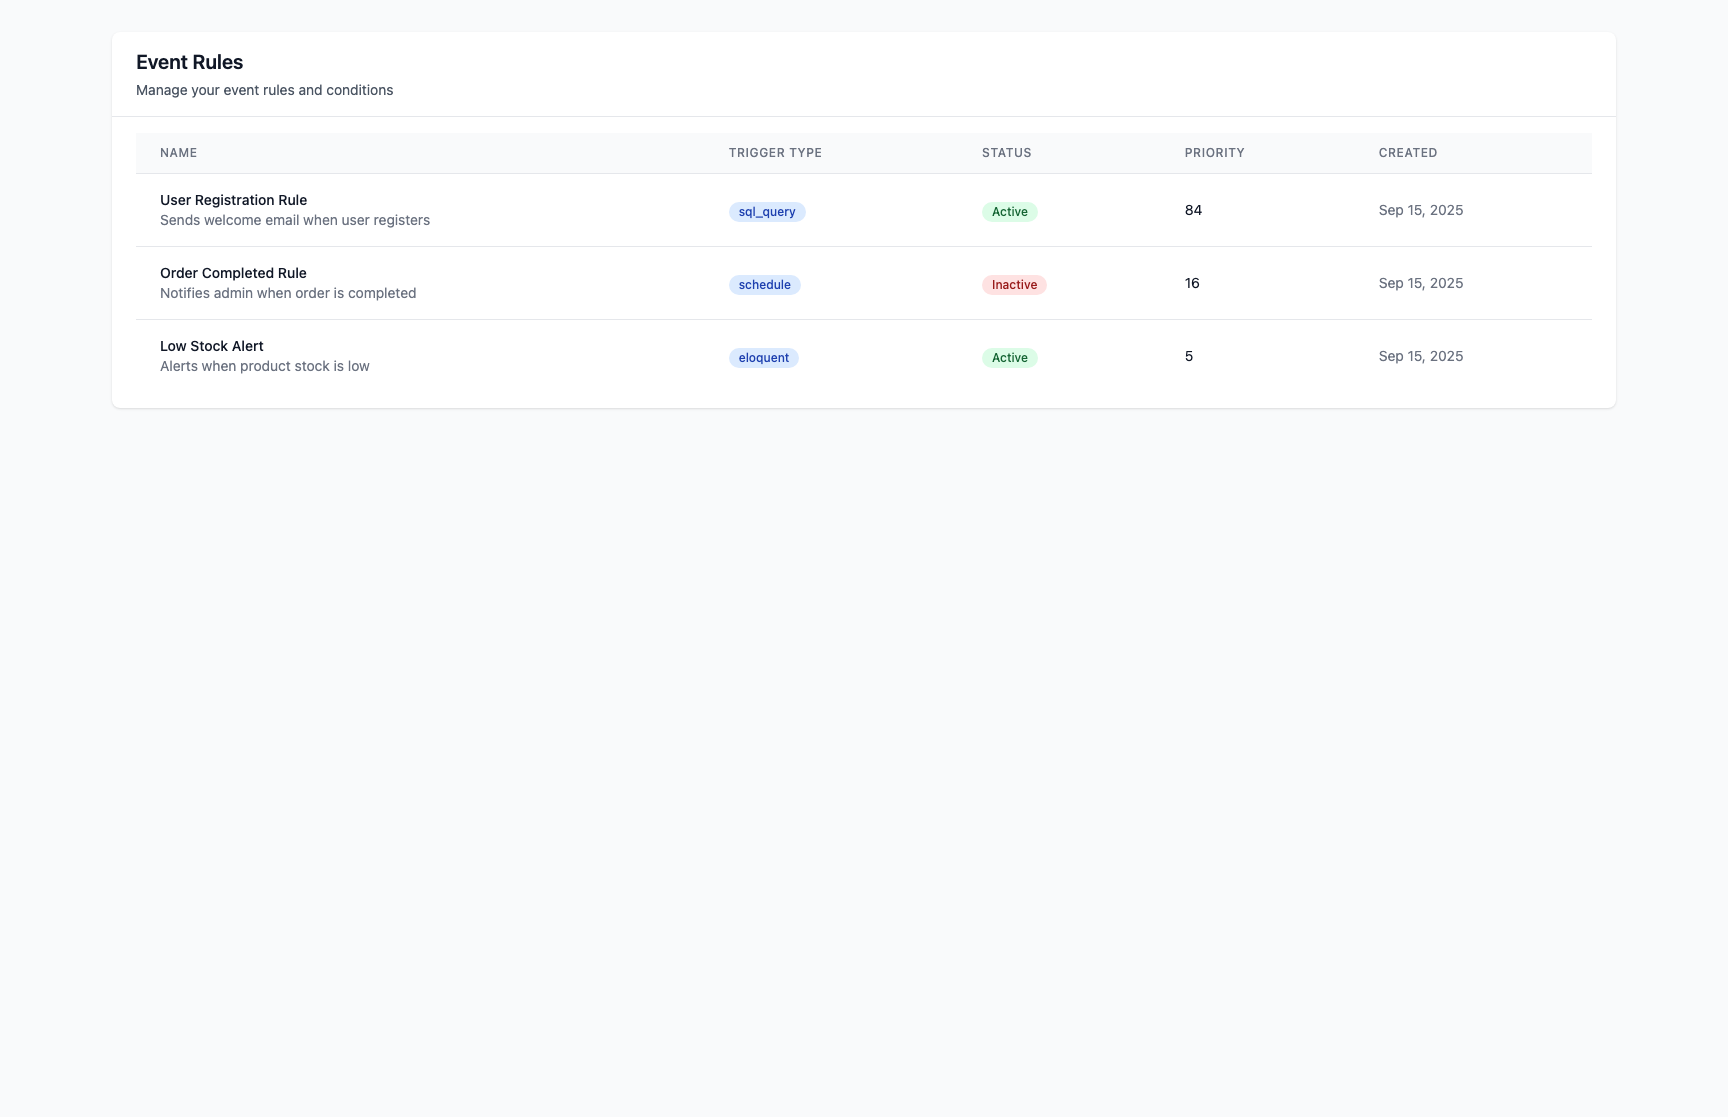 Event Rules
Manage your event rules and conditions
NAME TRIGGER TYPE STATUS PRIORITY CREATED
User Registration Rule
Sends welcome email when user registers
sql_query Active 84 Sep 15, 2025
Order Completed Rule
Notifies admin when order is completed
schedule Inactive 16 Sep 15, 2025
Low Stock Alert
Alerts when product stock is low
eloquent Active 5 Sep 15, 2025